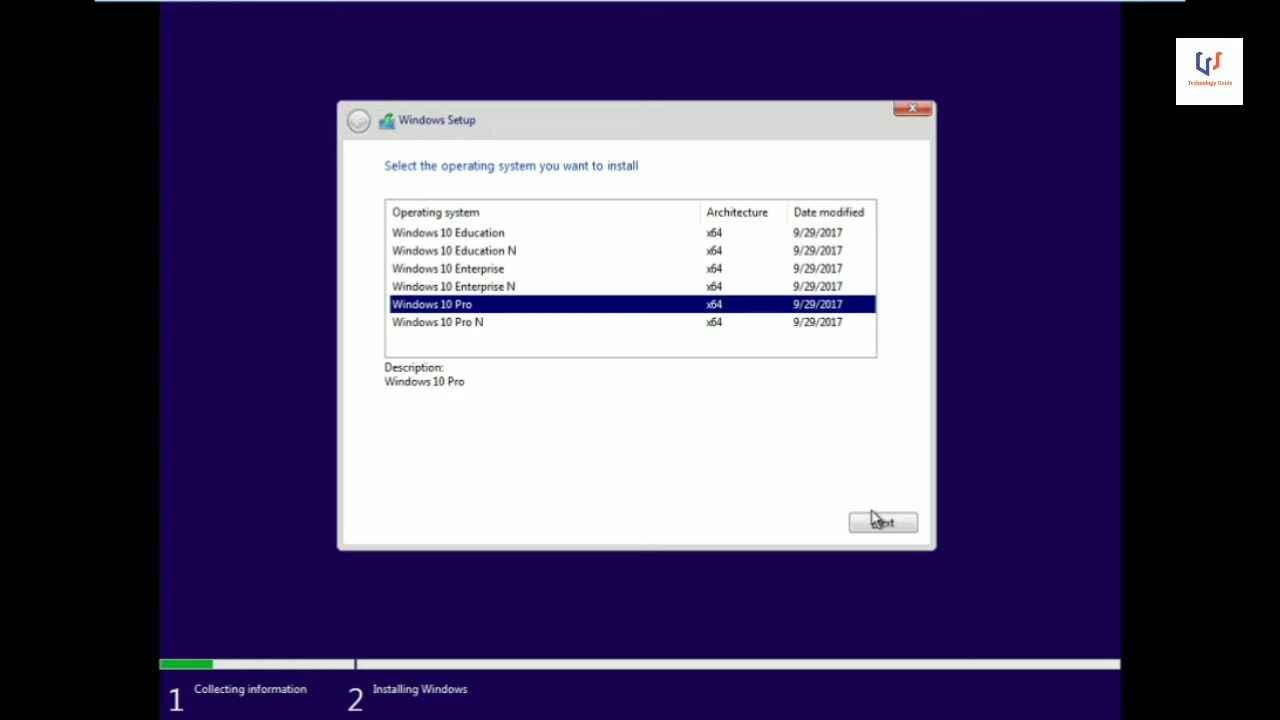 Technology Guide
Windows Setup
Select the operating system you want to install
Operating system Architecture Date modified
Windows 10 Education x64 9/29/2017
Windows 10 Education N x64 9/29/2017
Windows 10 Enterprise x64 9/29/2017
Windows 10 Enterprise N x64 9/29/2017
Windows 10 Pro x64 9/29/2017
Windows 10 Pro N x64 9/29/2017
Description:
Windows 10 Pro
Next
1 Collecting information 2 Installing Windows